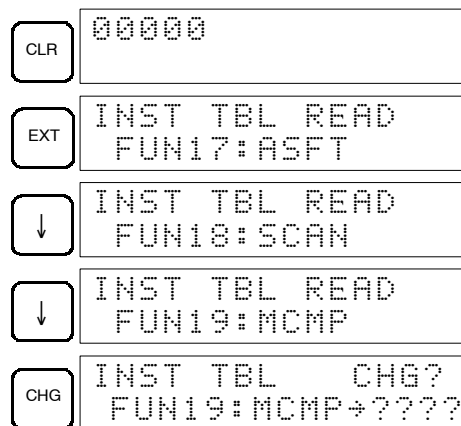 CLR
00000
EXT
INST TBL READ
FUN17:ASFT
↓
INST TBL READ
FUN18:SCAN
↓
INST TBL READ
FUN19:MCMP
CHG
INST TBL CHG?
FUN19:MCMP→????